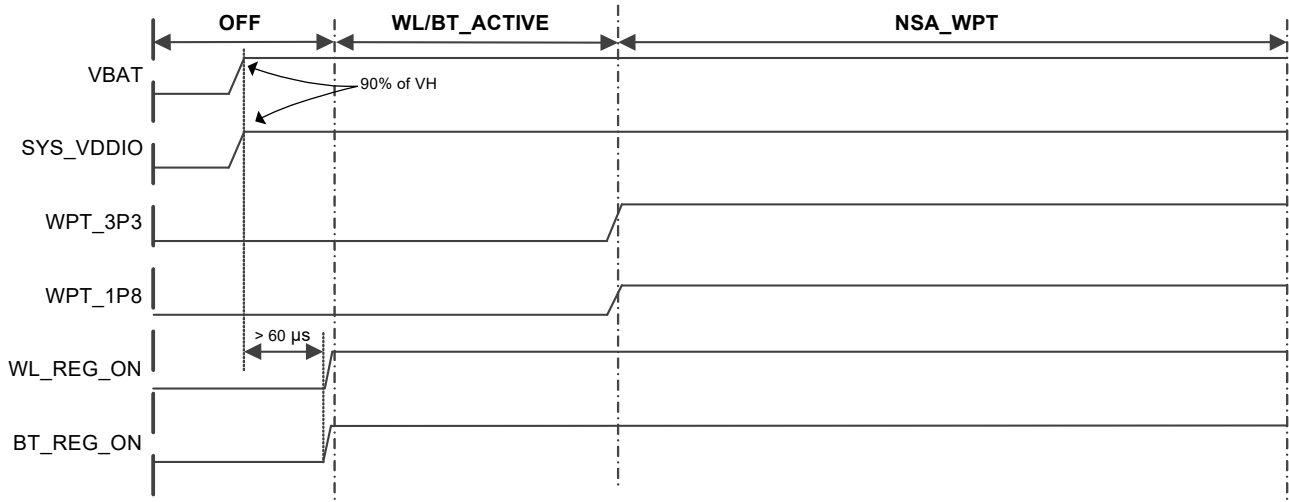 OFF WL/BT_ACTIVE NSA_WPT
VBAT
90% of VH
SYS_VDDIO
WPT_3P3
WPT_1P8
> 60 µs
WL_REG_ON
BT_REG_ON